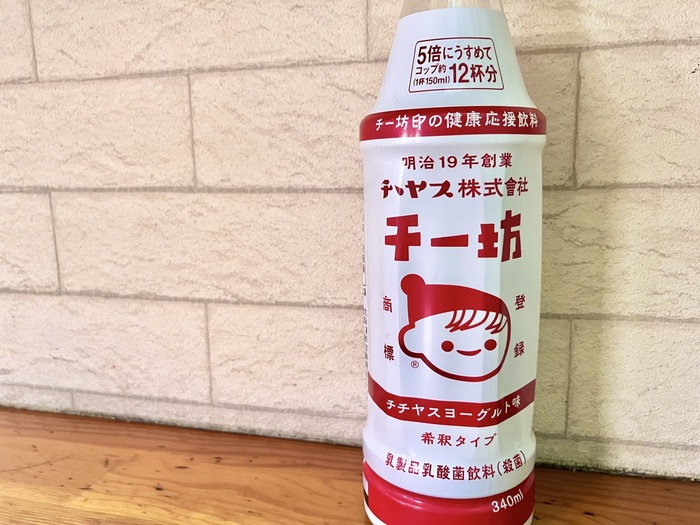 5倍にうすめて
コップ約12杯分
(1杯150ml)
チー坊印の健康応援飲料
明治19年創業
チチヤス株式會社
チー坊
登録
商標
®
チチヤスヨーグルト味
希釈タイプ
乳製品乳酸菌飲料(殺菌)
340ml